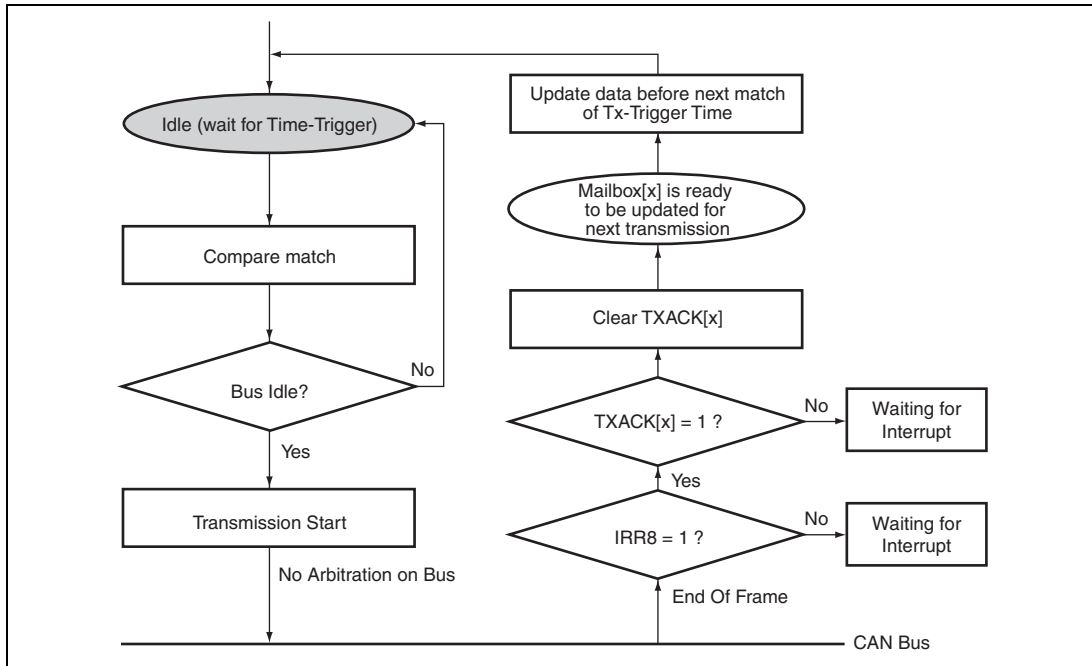 Idle (wait for Time-Trigger)
Compare match
Bus Idle?
No
Yes
Transmission Start
No Arbitration on Bus
Update data before next match
of Tx-Trigger Time
Mailbox[x] is ready
to be updated for
next transmission
Clear TXACK[x]
TXACK[x] = 1 ?
No
Waiting for
Interrupt
Yes
IRR8 = 1 ?
No
Waiting for
Interrupt
End Of Frame
CAN Bus